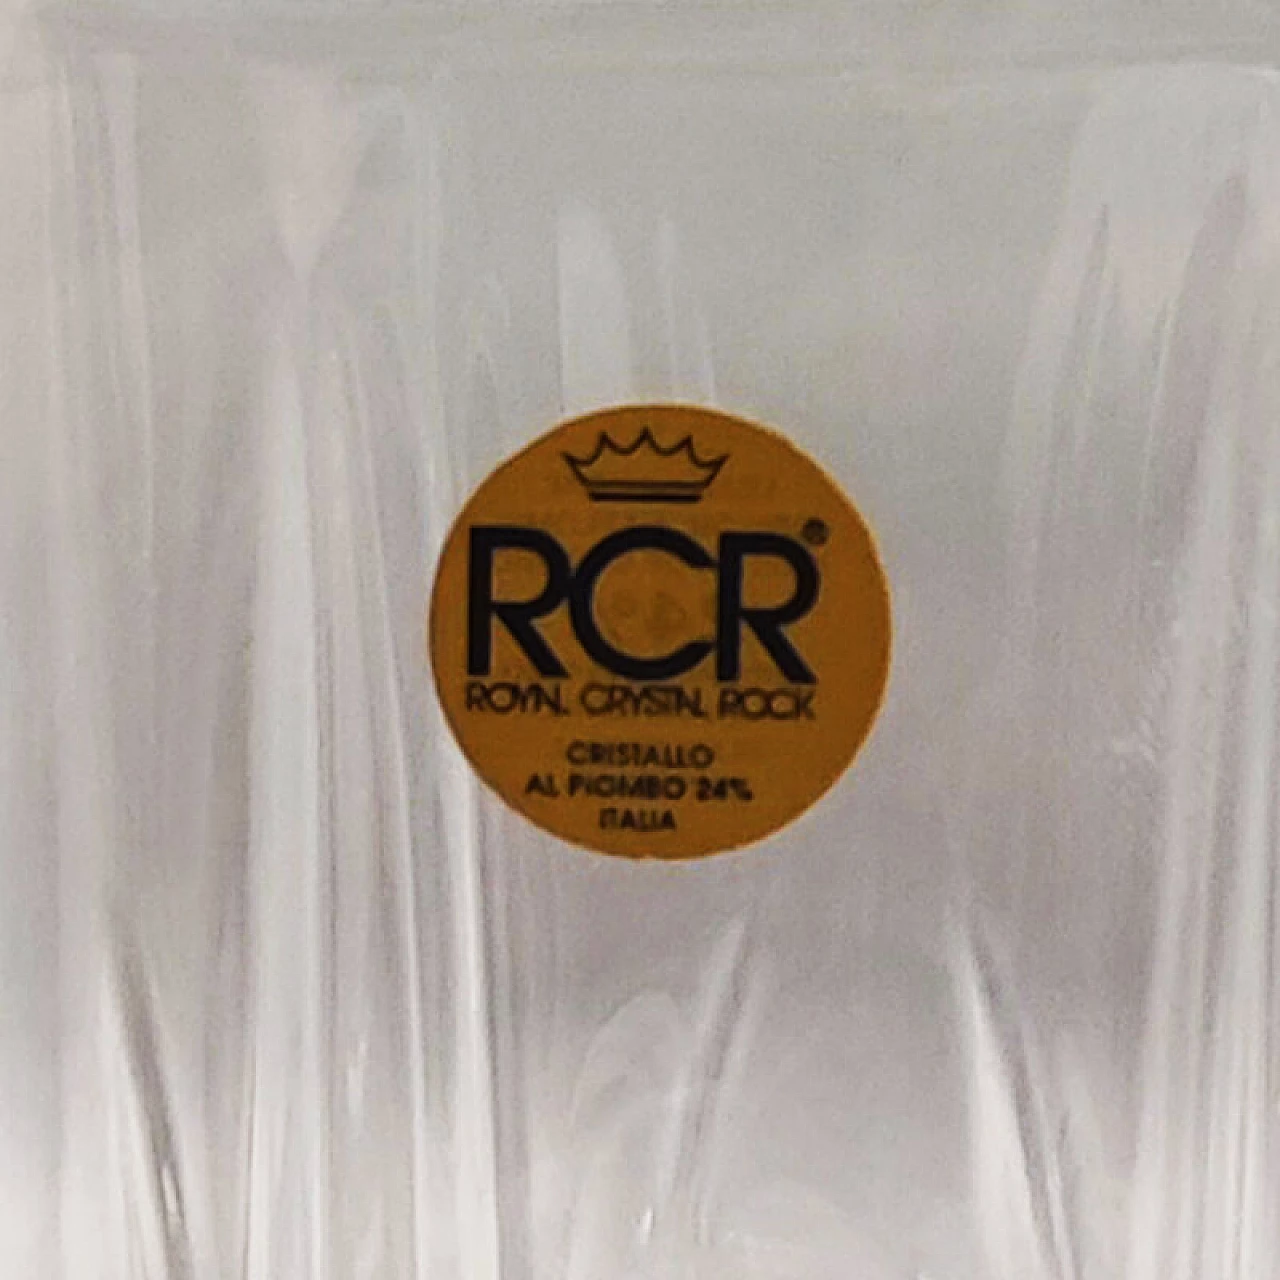 RCR®
ROYAL CRYSTAL ROCK
CRISTALLO
AL PIOMBO 24%
ITALIA